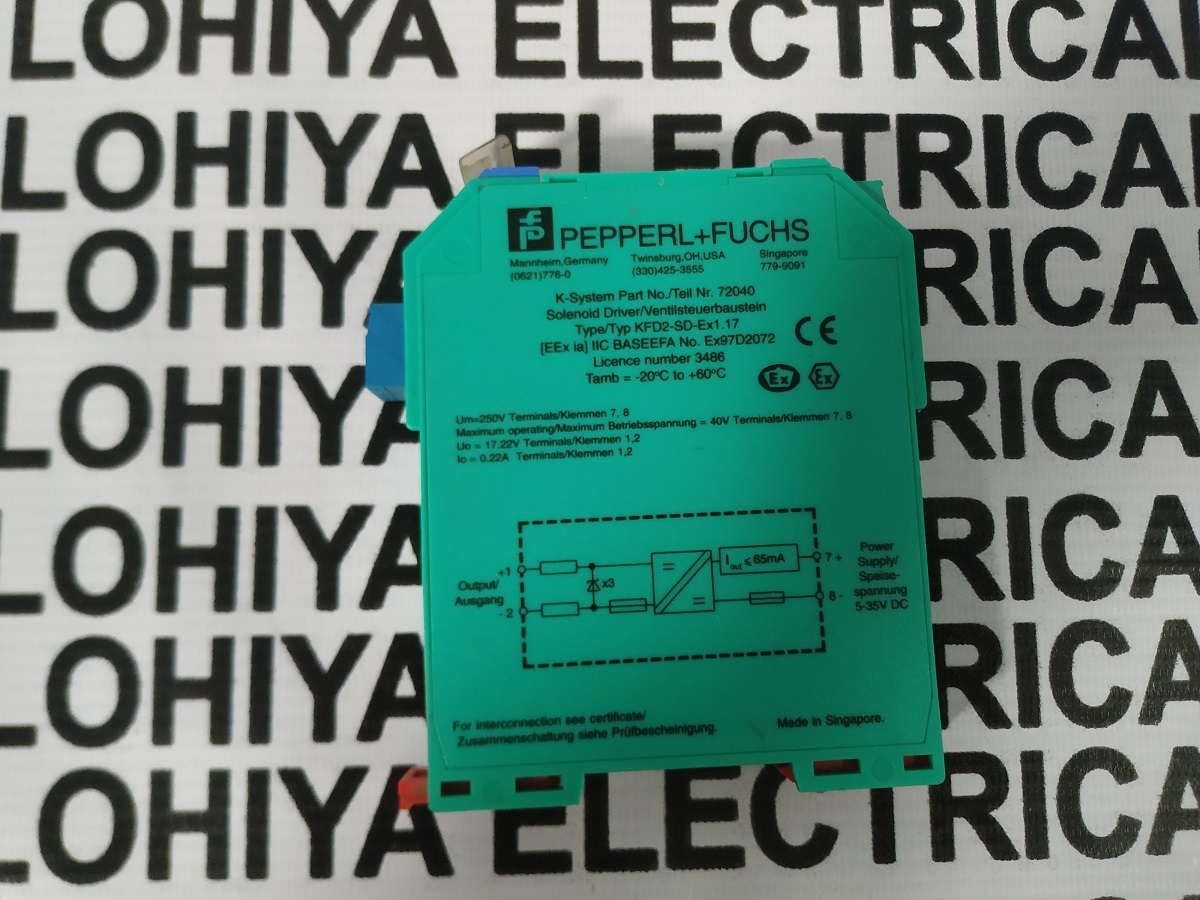 LOHIYA ELECTRICAL
LOHIYA ELECTRICAL
LOHIYA
LOHIYA
LOHIYA
LOHIYA
LOHIYA ELECTRICA
PEPPERL+FUCHS
Mannheim,Germany Twinsburg,OH,USA Singapore
(0621)776-0 (330)425-3555 779-9091
K-System Part No./Teil Nr. 72040
Solenoid Driver/Ventilsteuerbaustein
Type/Typ KFD2-SD-Ex1.17
[EEx ia] IIC BASEEFA No. Ex97D2072
Licence number 3486
Tamb = -20°C to +60°C
CE
Ex Ex
Um=250V Terminals/Klemmen 7, 8
Maximum operating/Maximum Betriebsspannung = 40V Terminals/Klemmen 7, 8
Uo = 17.22V Terminals/Klemmen 1,2
Io = 0.22A Terminals/Klemmen 1,2
Output/
Ausgang
+1
- 2
x3
=
=
Iout ≤ 65mA
7 +
8 -
Power
Supply/
Speise-
spannung
5-35V DC
For interconnection see certificate/
Zusammenschaltung siehe Prüfbescheinigung.
Made in Singapore.